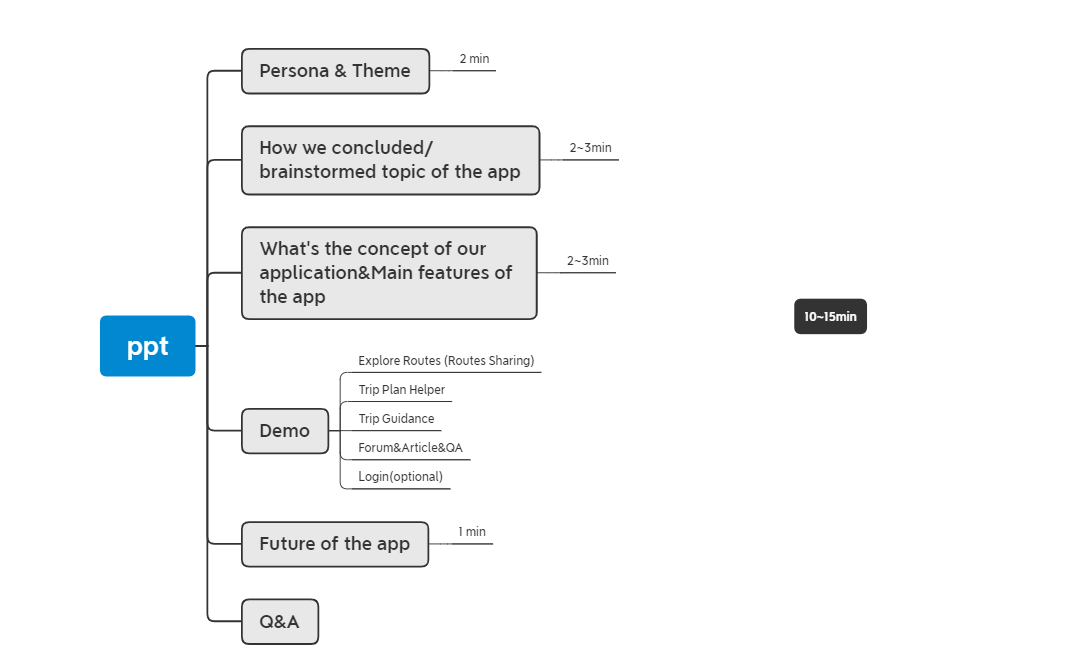 ppt
Persona & Theme
2 min
How we concluded/
brainstormed topic of the app
2~3min
What's the concept of our
application&Main features of
the app
2~3min
10~15min
Demo
Explore Routes (Routes Sharing)
Trip Plan Helper
Trip Guidance
Forum&Article&QA
Login(optional)
Future of the app
1 min
Q&A